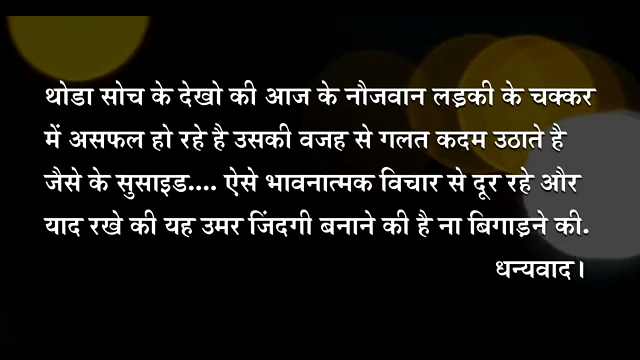 थोडा सोच के देखो की आज के नौजवान लड़की के चक्कर
में असफल हो रहे है उसकी वजह से गलत कदम उठाते है
जैसे के सुसाइड.... ऐसे भावनात्मक विचार से दूर रहे और
याद रखे की यह उमर जिंदगी बनाने की है ना बिगाड़ने की.
धन्यवाद।